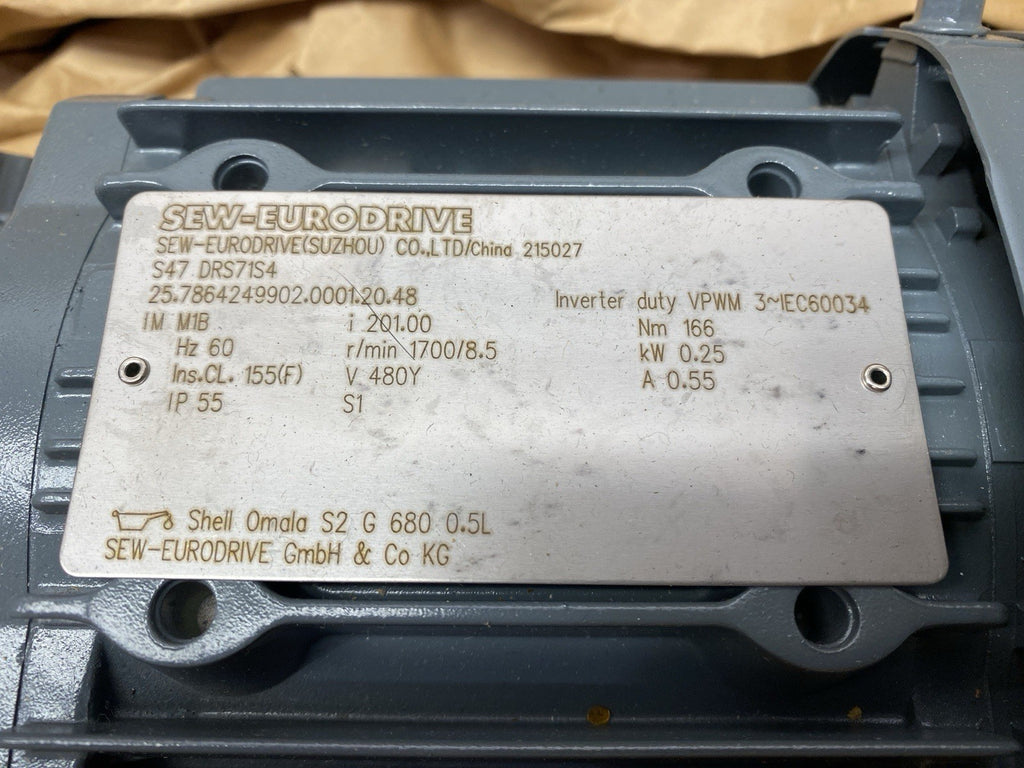 SEW-EURODRIVE
SEW-EURODRIVE(SUZHOU) CO.,LTD/China 215027
S47 DRS71S4
25.7864249902.0001.20.48 Inverter duty VPWM 3~IEC60034
IM M1B i 201.00 Nm 166
Hz 60 r/min 1700/8.5 kW 0.25
Ins.CL. 155(F) V 480Y A 0.55
IP 55 S1
Shell Omala S2 G 680 0.5L
SEW-EURODRIVE GmbH & Co KG